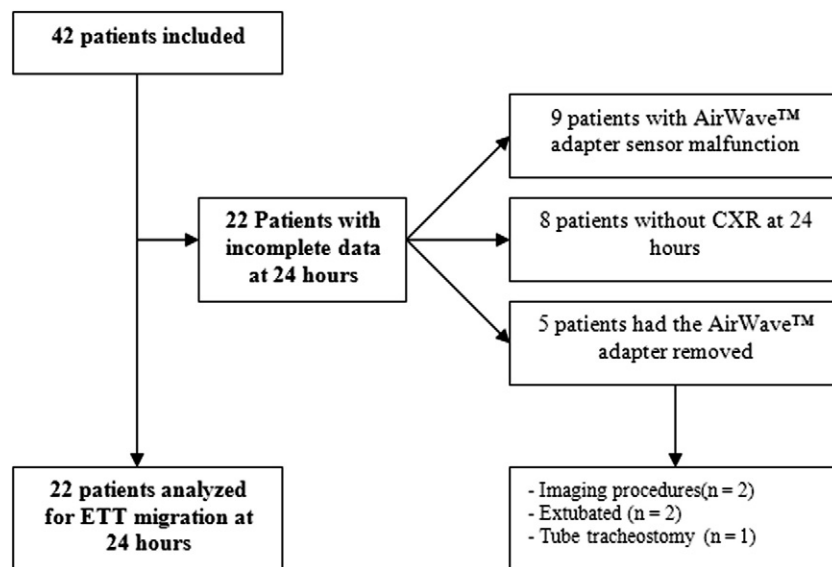 42 patients included
9 patients with AirWave™
adapter sensor malfunction
22 Patients with
incomplete data
at 24 hours
8 patients without CXR at 24
hours
5 patients had the AirWave™
adapter removed
22 patients analyzed
for ETT migration at
24 hours
- Imaging procedures(n = 2)
- Extubated (n = 2)
- Tube tracheostomy (n = 1)